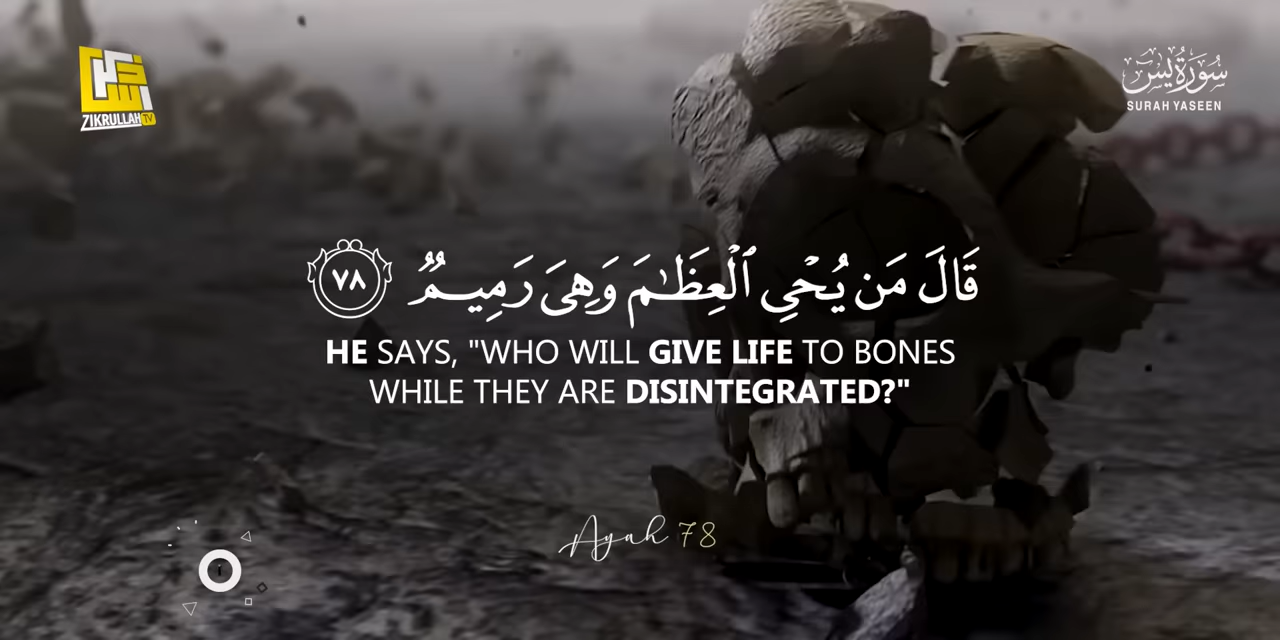 ZIKRULLAH TV
سُورَةُ يس
SURAH YASEEN
قَالَ مَن يُحْىِ ٱلْعِظَـٰمَ وَهِىَ رَمِيمٌ ٧٨
HE SAYS, "WHO WILL GIVE LIFE TO BONES
WHILE THEY ARE DISINTEGRATED?"
Ayah 78